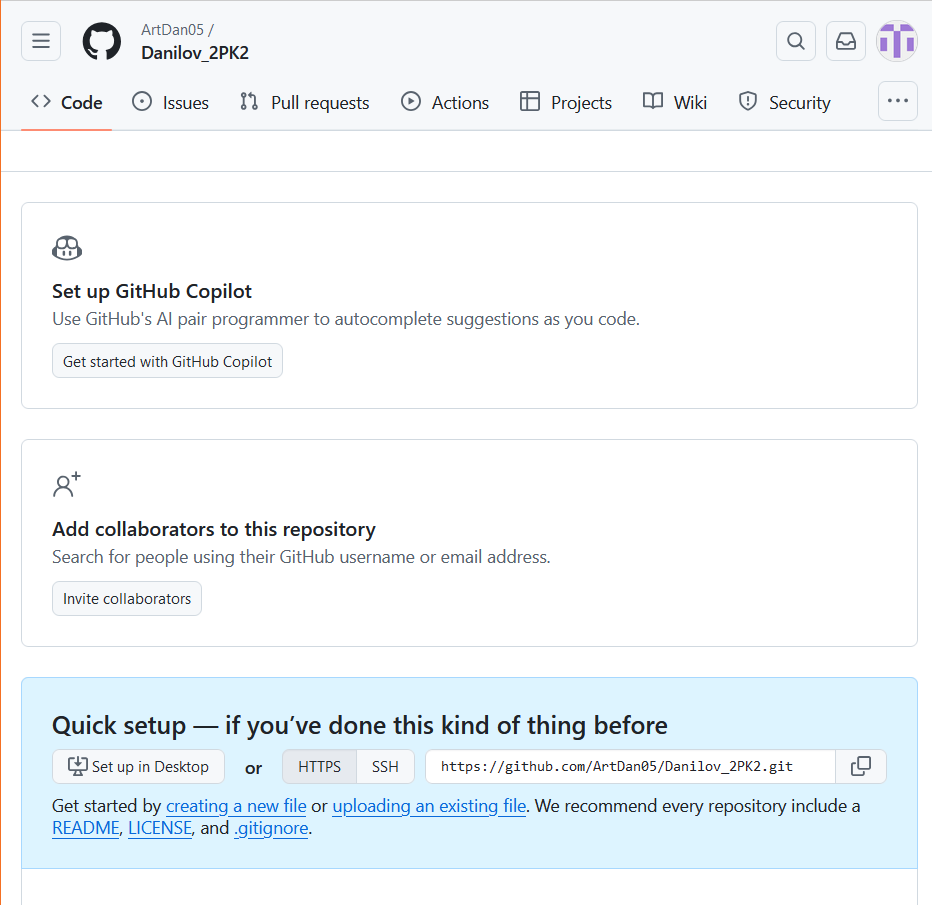 ArtDan05 /
Danilov_2PK2
Code Issues Pull requests Actions Projects Wiki Security
Set up GitHub Copilot
Use GitHub's AI pair programmer to autocomplete suggestions as you code.
Get started with GitHub Copilot
Add collaborators to this repository
Search for people using their GitHub username or email address.
Invite collaborators
Quick setup — if you’ve done this kind of thing before
Set up in Desktop or HTTPS SSH https://github.com/ArtDan05/Danilov_2PK2.git
Get started by creating a new file or uploading an existing file. We recommend every repository include a
README, LICENSE, and .gitignore.